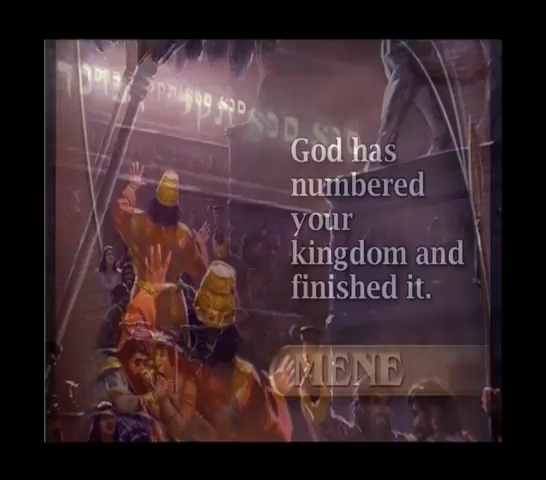 God has
numbered
your
kingdom and
finished it.
MENE